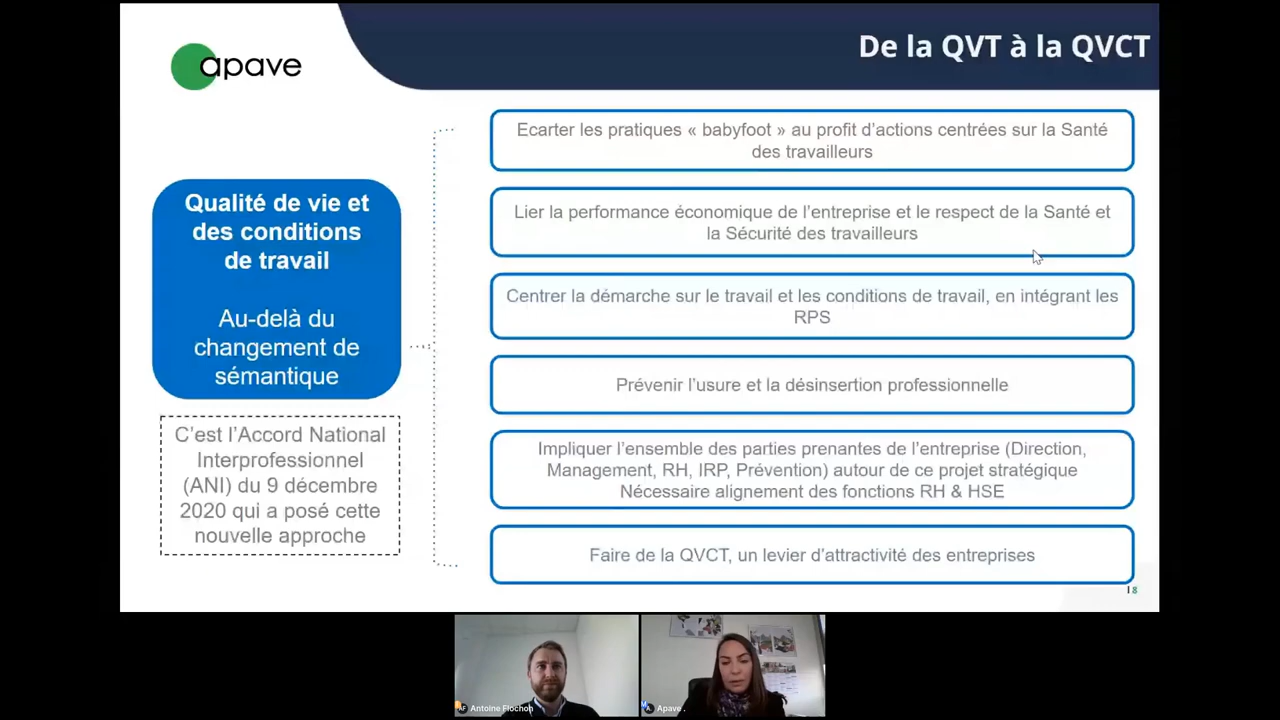 apave
De la QVT à la QVCT
Qualité de vie et
des conditions
de travail
Au-delà du
changement de
sémantique
C'est l'Accord National
Interprofessionnel
(ANI) du 9 décembre
2020 qui a posé cette
nouvelle approche
Ecarter les pratiques « babyfoot » au profit d'actions centrées sur la Santé
des travailleurs
Lier la performance économique de l'entreprise et le respect de la Santé et
la Sécurité des travailleurs
Centrer la démarche sur le travail et les conditions de travail, en intégrant les
RPS
Prévenir l'usure et la désinsertion professionnelle
Impliquer l'ensemble des parties prenantes de l'entreprise (Direction,
Management, RH, IRP, Prévention) autour de ce projet stratégique
Nécessaire alignement des fonctions RH & HSE
Faire de la QVCT, un levier d'attractivité des entreprises
8
AF Antoine Flochon
A. Apave .